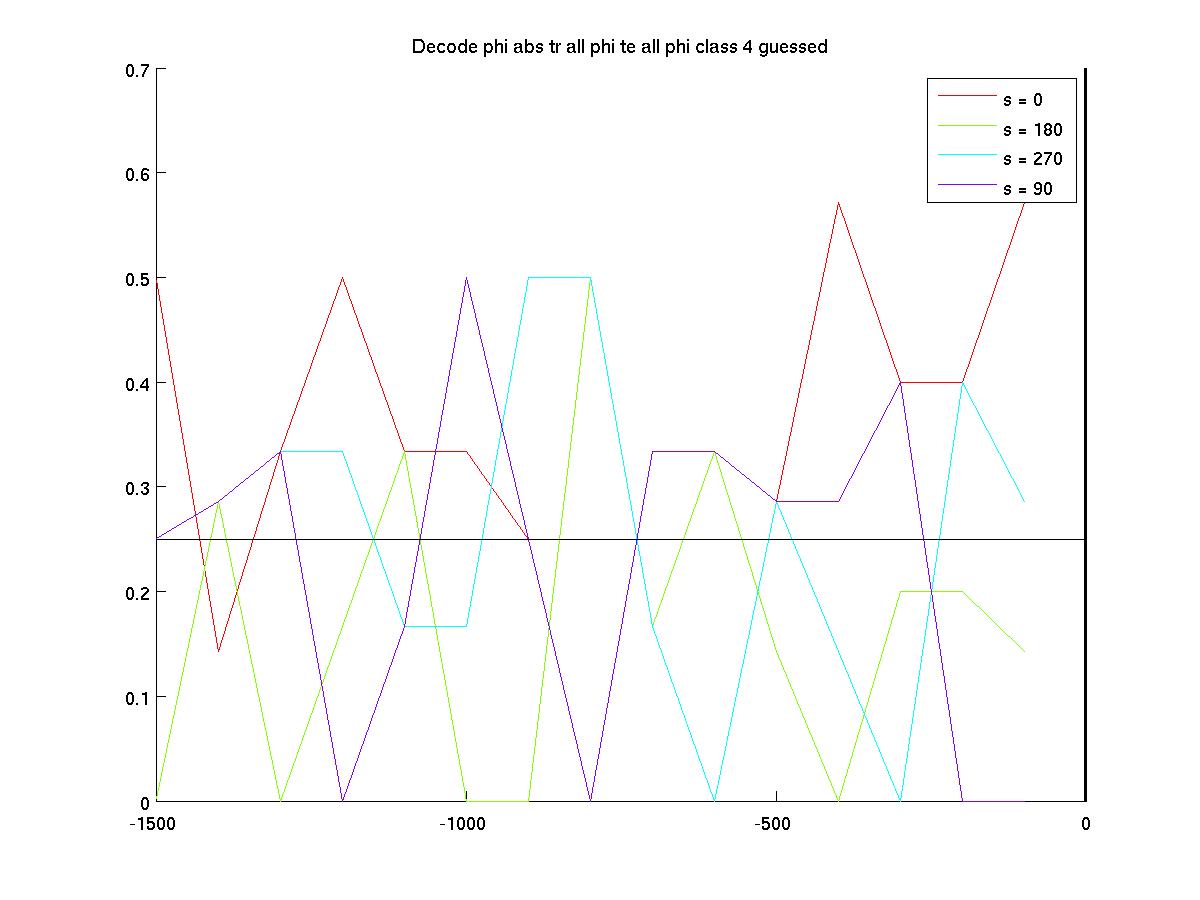 Decode phi abs tr all phi te all phi class 4 guessed
0.7
s = 0
s = 180
s = 270
s = 90
0.6
0.5
0.4
0.3
0.2
0.1
0
-1500
-1000
-500
0